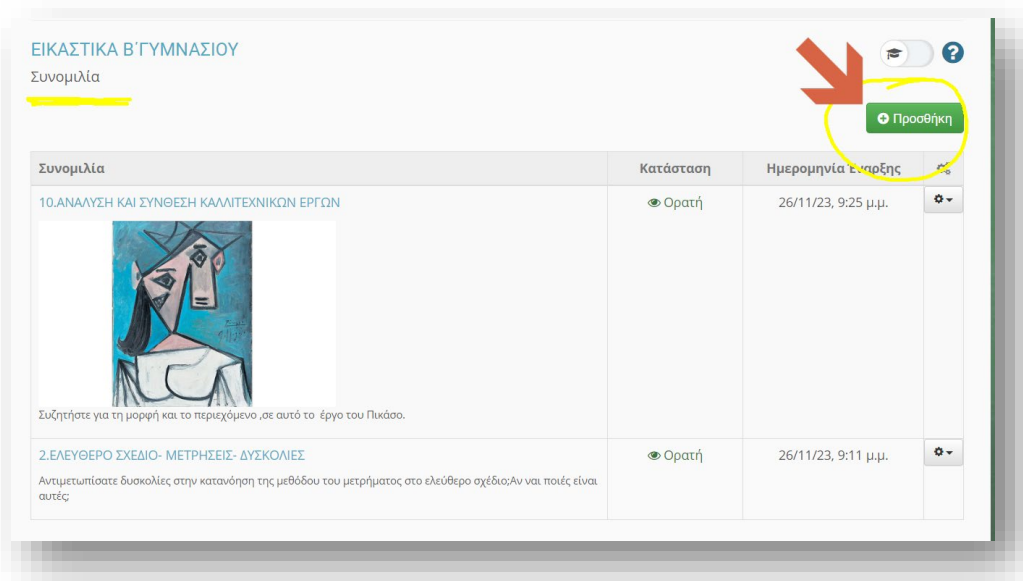 ΕΙΚΑΣΤΙΚΑ Β΄ΓΥΜΝΑΣΙΟΥ
Συνομιλία
Προσθήκη
Συνομιλία Κατάσταση Ημερομηνία Έναρξης
10.ΑΝΑΛΥΣΗ ΚΑΙ ΣΥΝΘΕΣΗ ΚΑΛΛΙΤΕΧΝΙΚΩΝ ΕΡΓΩΝ Ορατή 26/11/23, 9:25 μ.μ.
Συζητήστε για τη μορφή και το περιεχόμενο ,σε αυτό το έργο του Πικάσο.
2.ΕΛΕΥΘΕΡΟ ΣΧΕΔΙΟ- ΜΕΤΡΗΣΕΙΣ- ΔΥΣΚΟΛΙΕΣ Ορατή 26/11/23, 9:11 μ.μ.
Αντιμετωπίσατε δυσκολίες στην κατανόηση της μεθόδου του μετρήματος στο ελεύθερο σχέδιο;Αν ναι ποιές είναι
αυτές;